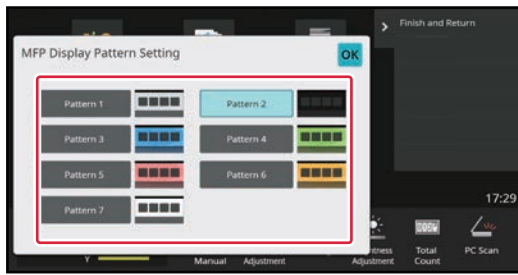 Finish and Return
MFP Display Pattern Setting
OK
Pattern 1
Pattern 2
Pattern 3
Pattern 4
Pattern 5
Pattern 6
Pattern 7
17:29
Y
Manual
Adjustment
Adjustment
Total
Count
PC Scan